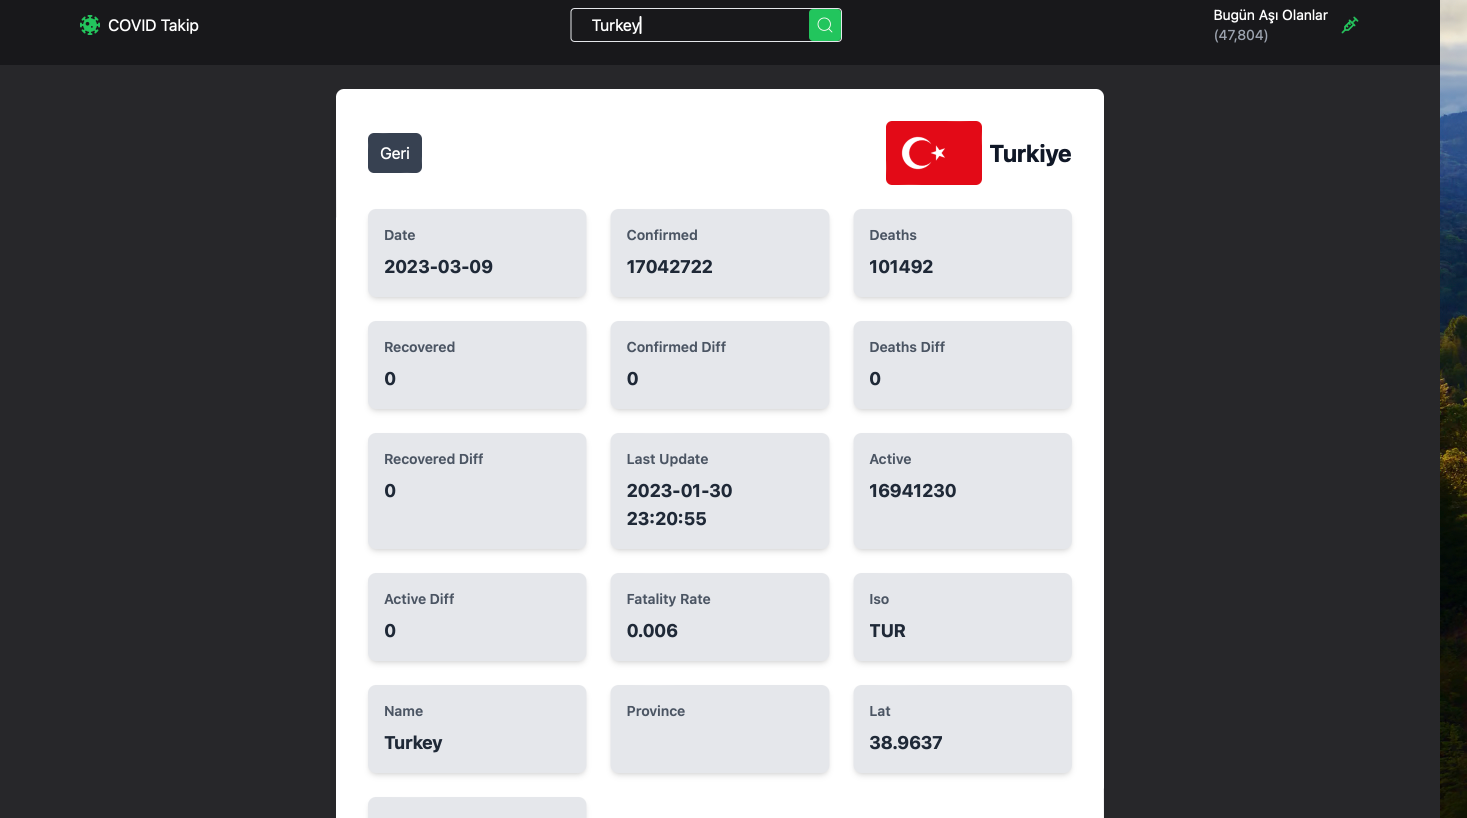 COVID Takip
Turkey
Bugün Aşı Olanlar
(47,804)
Geri
Turkiye
Date
2023-03-09
Confirmed
17042722
Deaths
101492
Recovered
0
Confirmed Diff
0
Deaths Diff
0
Recovered Diff
0
Last Update
2023-01-30
23:20:55
Active
16941230
Active Diff
0
Fatality Rate
0.006
Iso
TUR
Name
Turkey
Province
Lat
38.9637